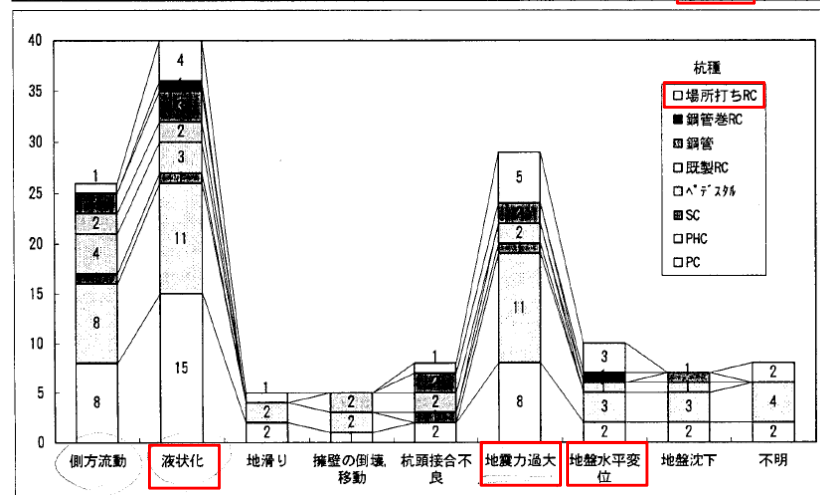 40
35
30
25
20
15
10
5
0
杭種
場所打ちRC
鋼管巻RC
鋼管
既製RC
ペデスタル
SC
PHC
PC
1
2
4
8
8
4
3
2
3
11
15
1
2
2
2
2
1
2
2
5
2
11
8
3
3
2
1
1
3
2
2
4
2
側方流動
液状化
地滑り
擁壁の倒壊,
移動
杭頭接合不
良
地震力過大
地盤水平変
位
地盤沈下
不明